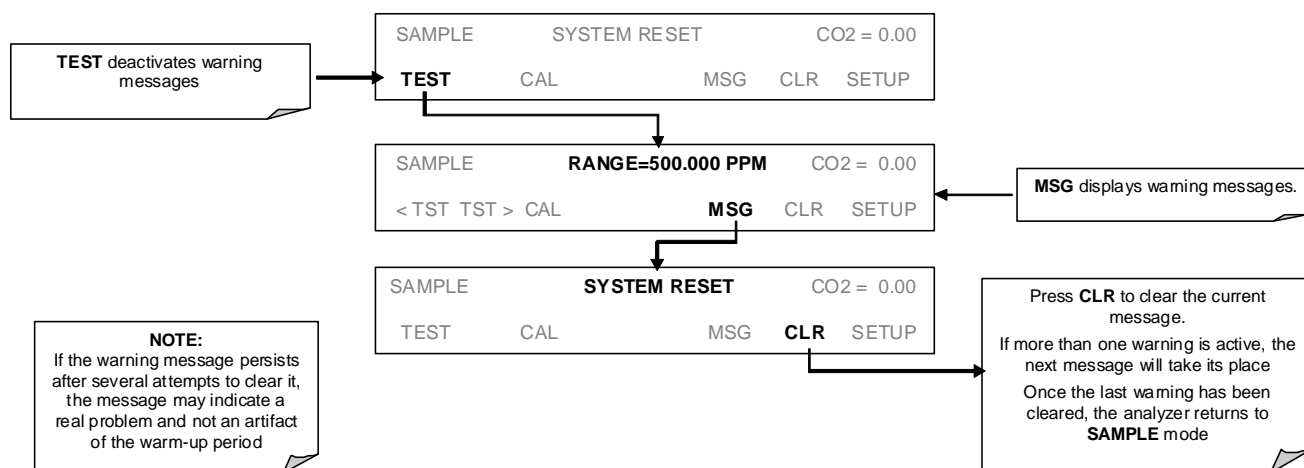 SAMPLE SYSTEM RESET CO2 = 0.00
TEST CAL MSG CLR SETUP
TEST deactivates warning
messages
SAMPLE RANGE=500.000 PPM CO2 = 0.00
< TST TST > CAL MSG CLR SETUP
MSG displays warning messages.
SAMPLE SYSTEM RESET CO2 = 0.00
TEST CAL MSG CLR SETUP
Press CLR to clear the current
message.
If more than one warning is active, the
next message will take its place
Once the last warning has been
cleared, the analyzer returns to
SAMPLE mode
NOTE:
If the warning message persists
after several attempts to clear it,
the message may indicate a
real problem and not an artifact
of the warm-up period